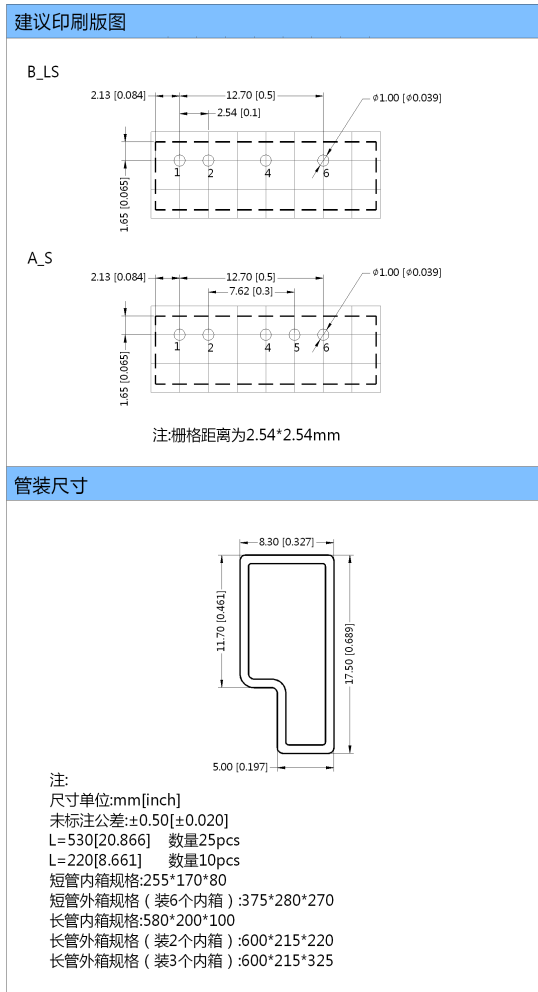 建议印刷版图
B_LS
2.13 [0.084]
12.70 [0.5]
ø1.00 [ø0.039]
2.54 [0.1]
1 2 4 6
1.65 [0.065]
A_S
2.13 [0.084]
12.70 [0.5]
ø1.00 [ø0.039]
7.62 [0.3]
1 2 4 5 6
1.65 [0.065]
注:栅格距离为2.54*2.54mm
管装尺寸
8.30 [0.327]
11.70 [0.461]
17.50 [0.689]
5.00 [0.197]
注:
尺寸单位:mm[inch]
未标注公差:±0.50[±0.020]
L=530[20.866] 数量25pcs
L=220[8.661] 数量10pcs
短管内箱规格:255*170*80
短管外箱规格（装6个内箱）:375*280*270
长管内箱规格:580*200*100
长管外箱规格（装2个内箱）:600*215*220
长管外箱规格（装3个内箱）:600*215*325